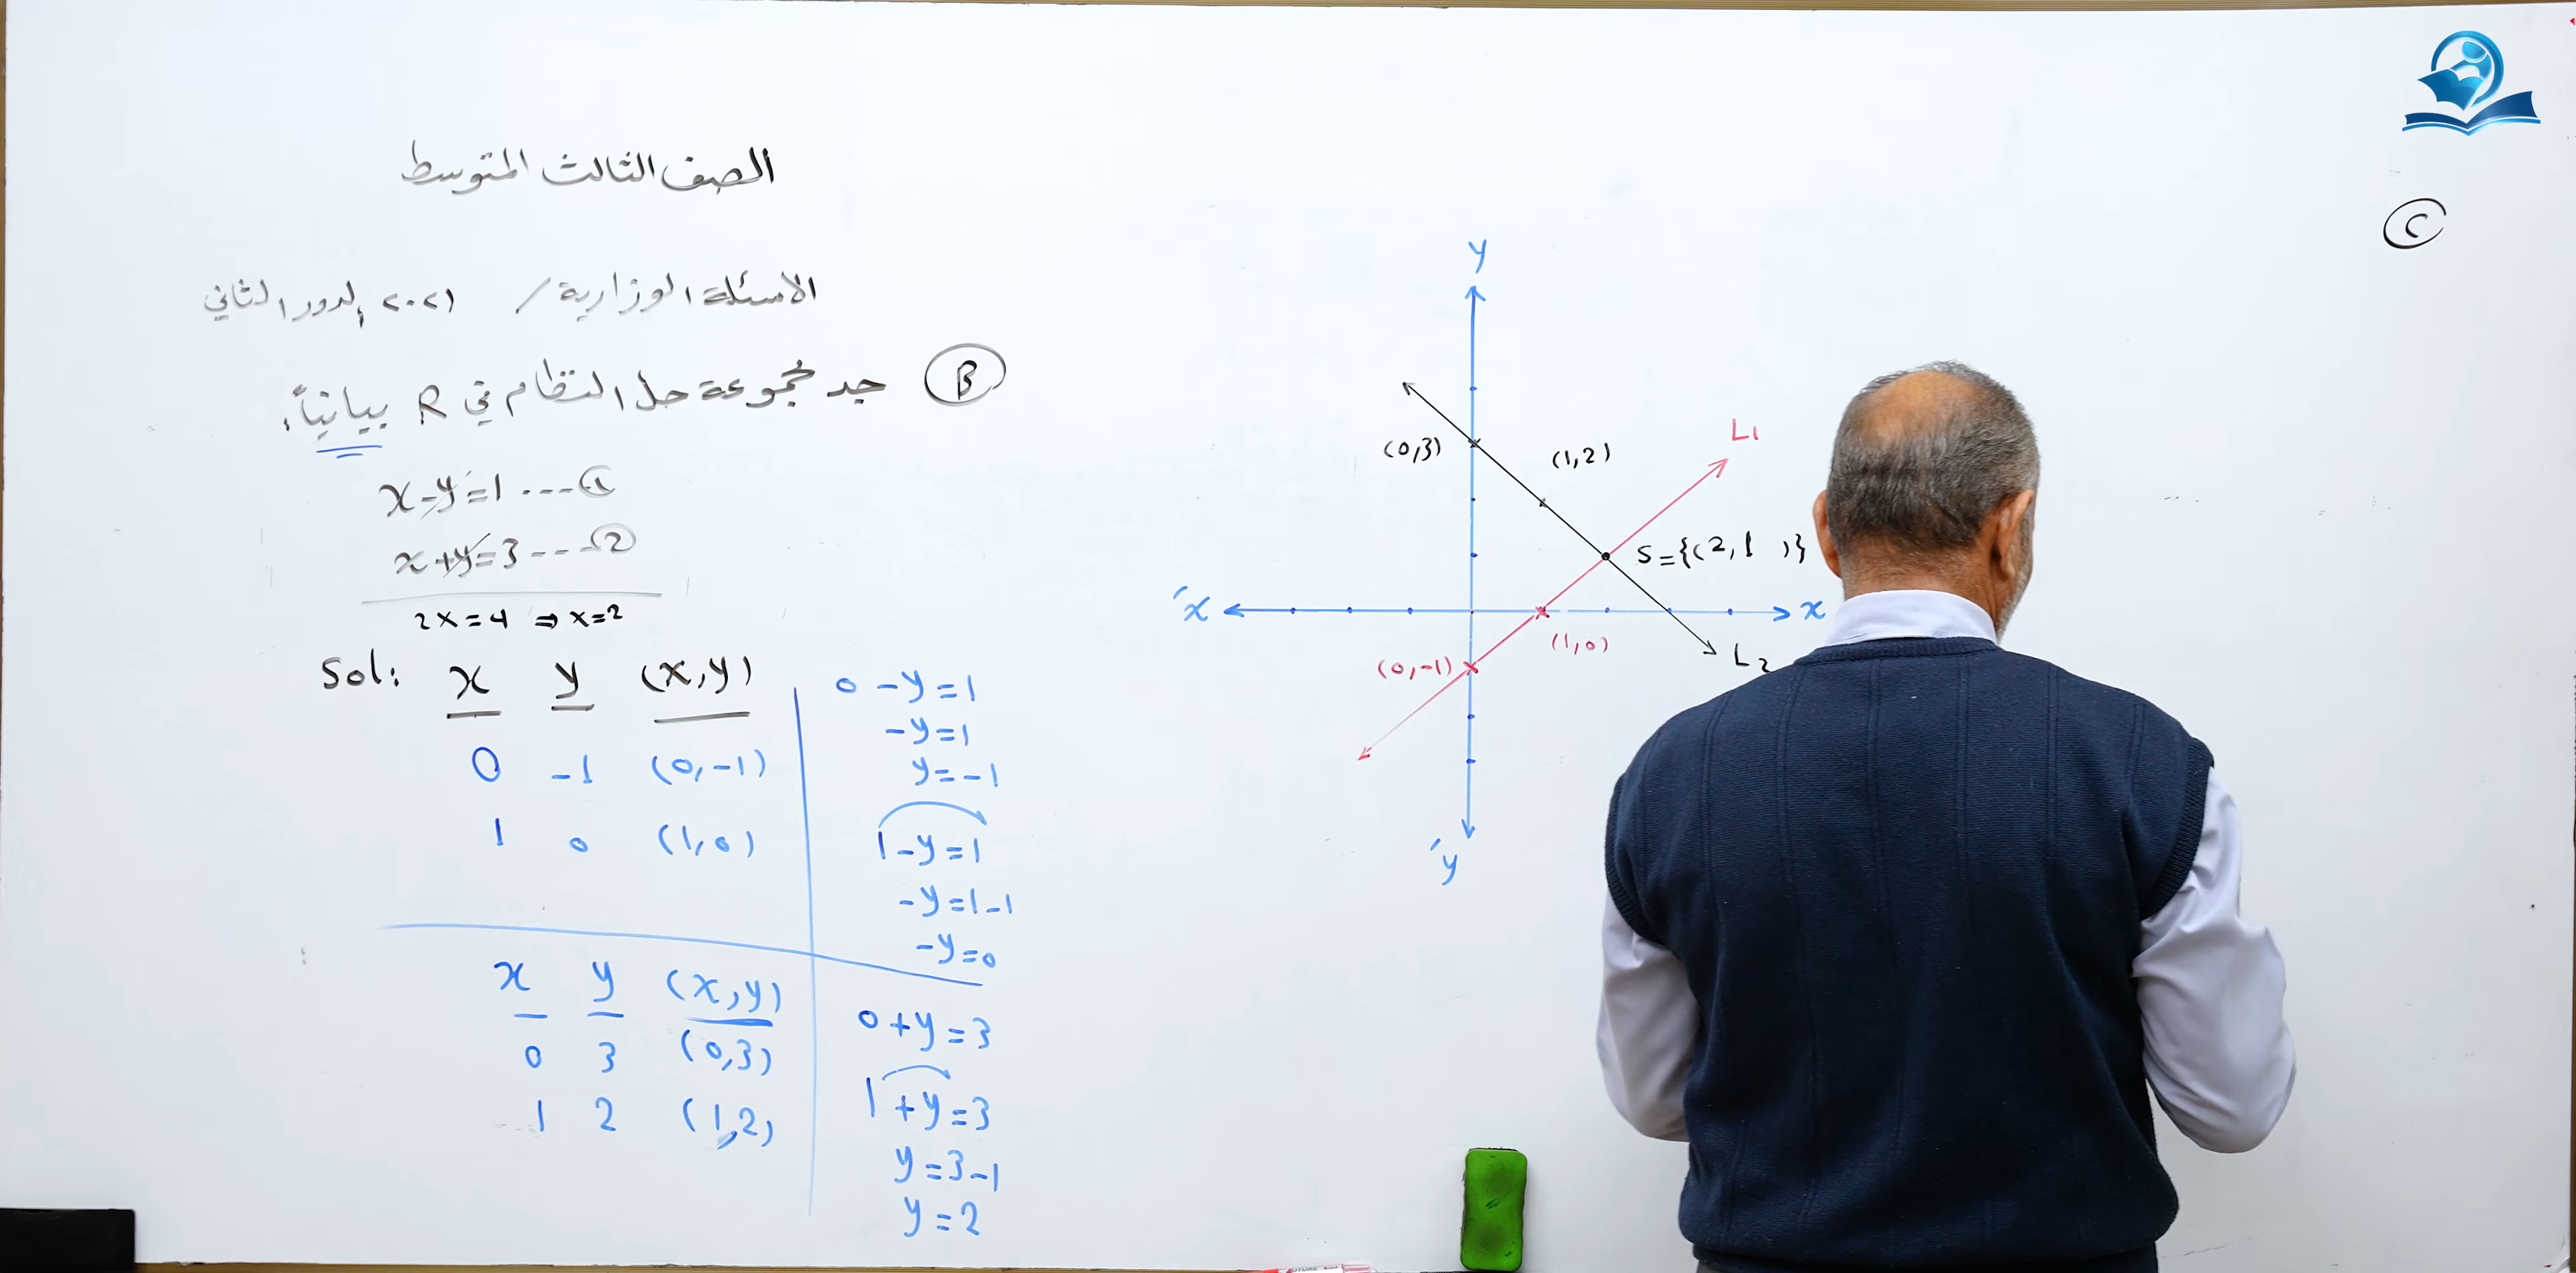 الصف الثالث المتوسط
الاسئلة الوزارية / ٢٠٢١ الدور الثاني
B جد مجموعة حل النظام في R بيانياً.
x-y=1 ---- 1
x+y=3 --- 2
2x=4 ⇒ x=2
Sol: x y (x,y)
0 -1 (0,-1)
1 0 (1,0)
0-y=1
-y=1
y=-1
1-y=1
-y=1-1
-y=0
x y (x,y)
0 3 (0,3)
1 2 (1,2)
0+y=3
1+y=3
y=3-1
y=2
C
y
(0,3)
(1,2)
L1
S={(2,1)}
x́
x
(1,0)
(0,-1)
L2
ý